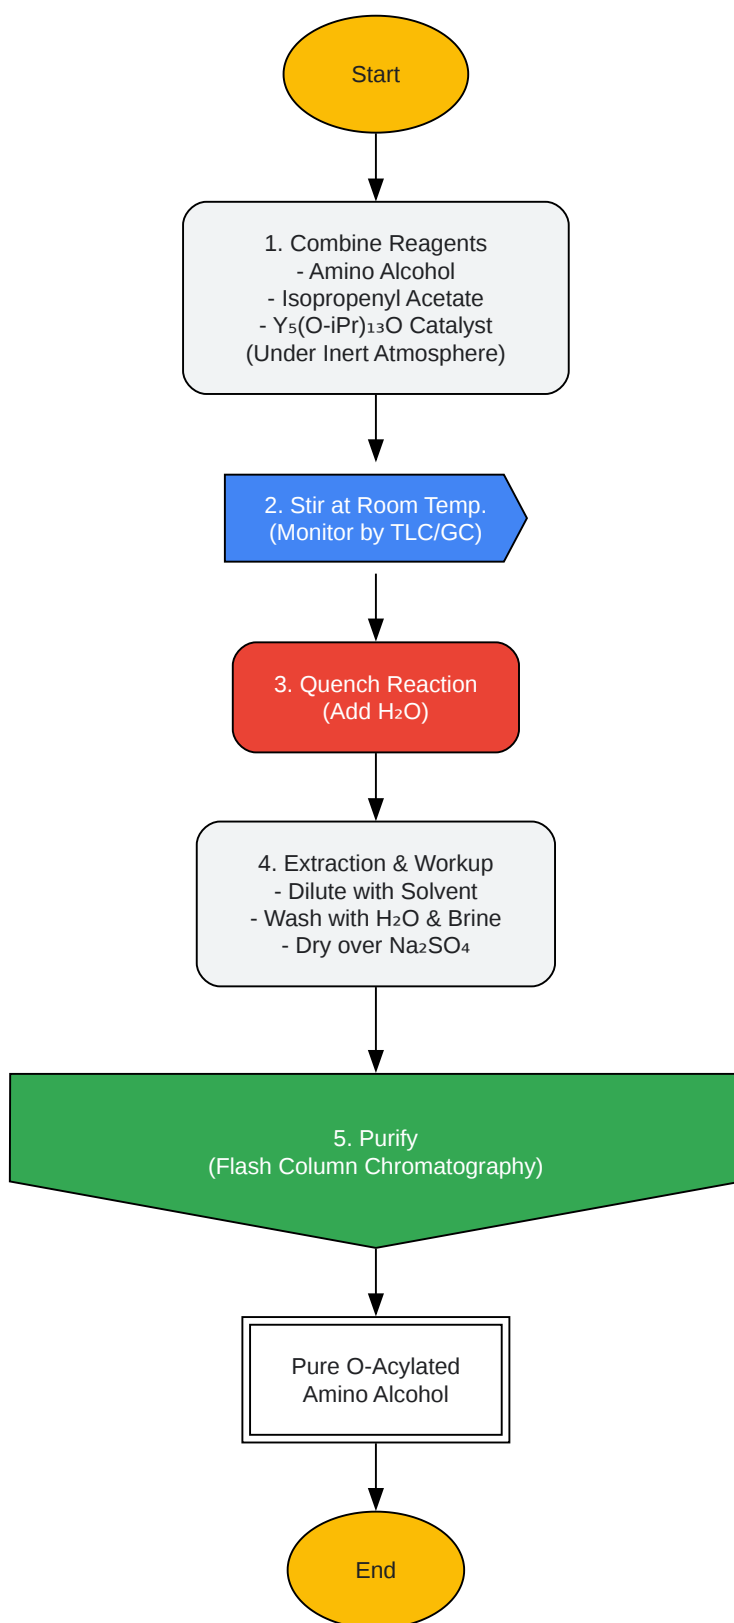 Start
1. Combine Reagents
- Amino Alcohol
- Isopropenyl Acetate
- Y₅(O-iPr)₁₃O Catalyst
(Under Inert Atmosphere)
2. Stir at Room Temp.
(Monitor by TLC/GC)
3. Quench Reaction
(Add H₂O)
4. Extraction & Workup
- Dilute with Solvent
- Wash with H₂O & Brine
- Dry over Na₂SO₄
5. Purify
(Flash Column Chromatography)
Pure O-Acylated
Amino Alcohol
End